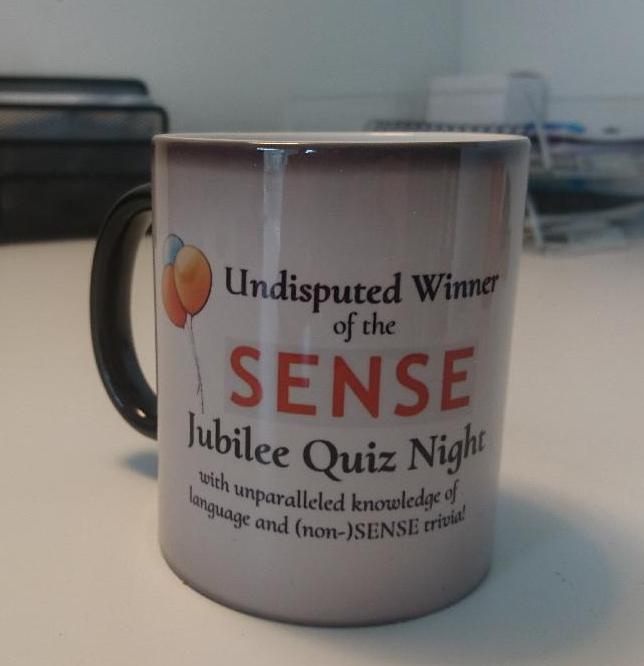 Undisputed Winner
of the
SENSE
Jubilee Quiz Night
with unparalleled knowledge of
language and (non-)SENSE trivia!